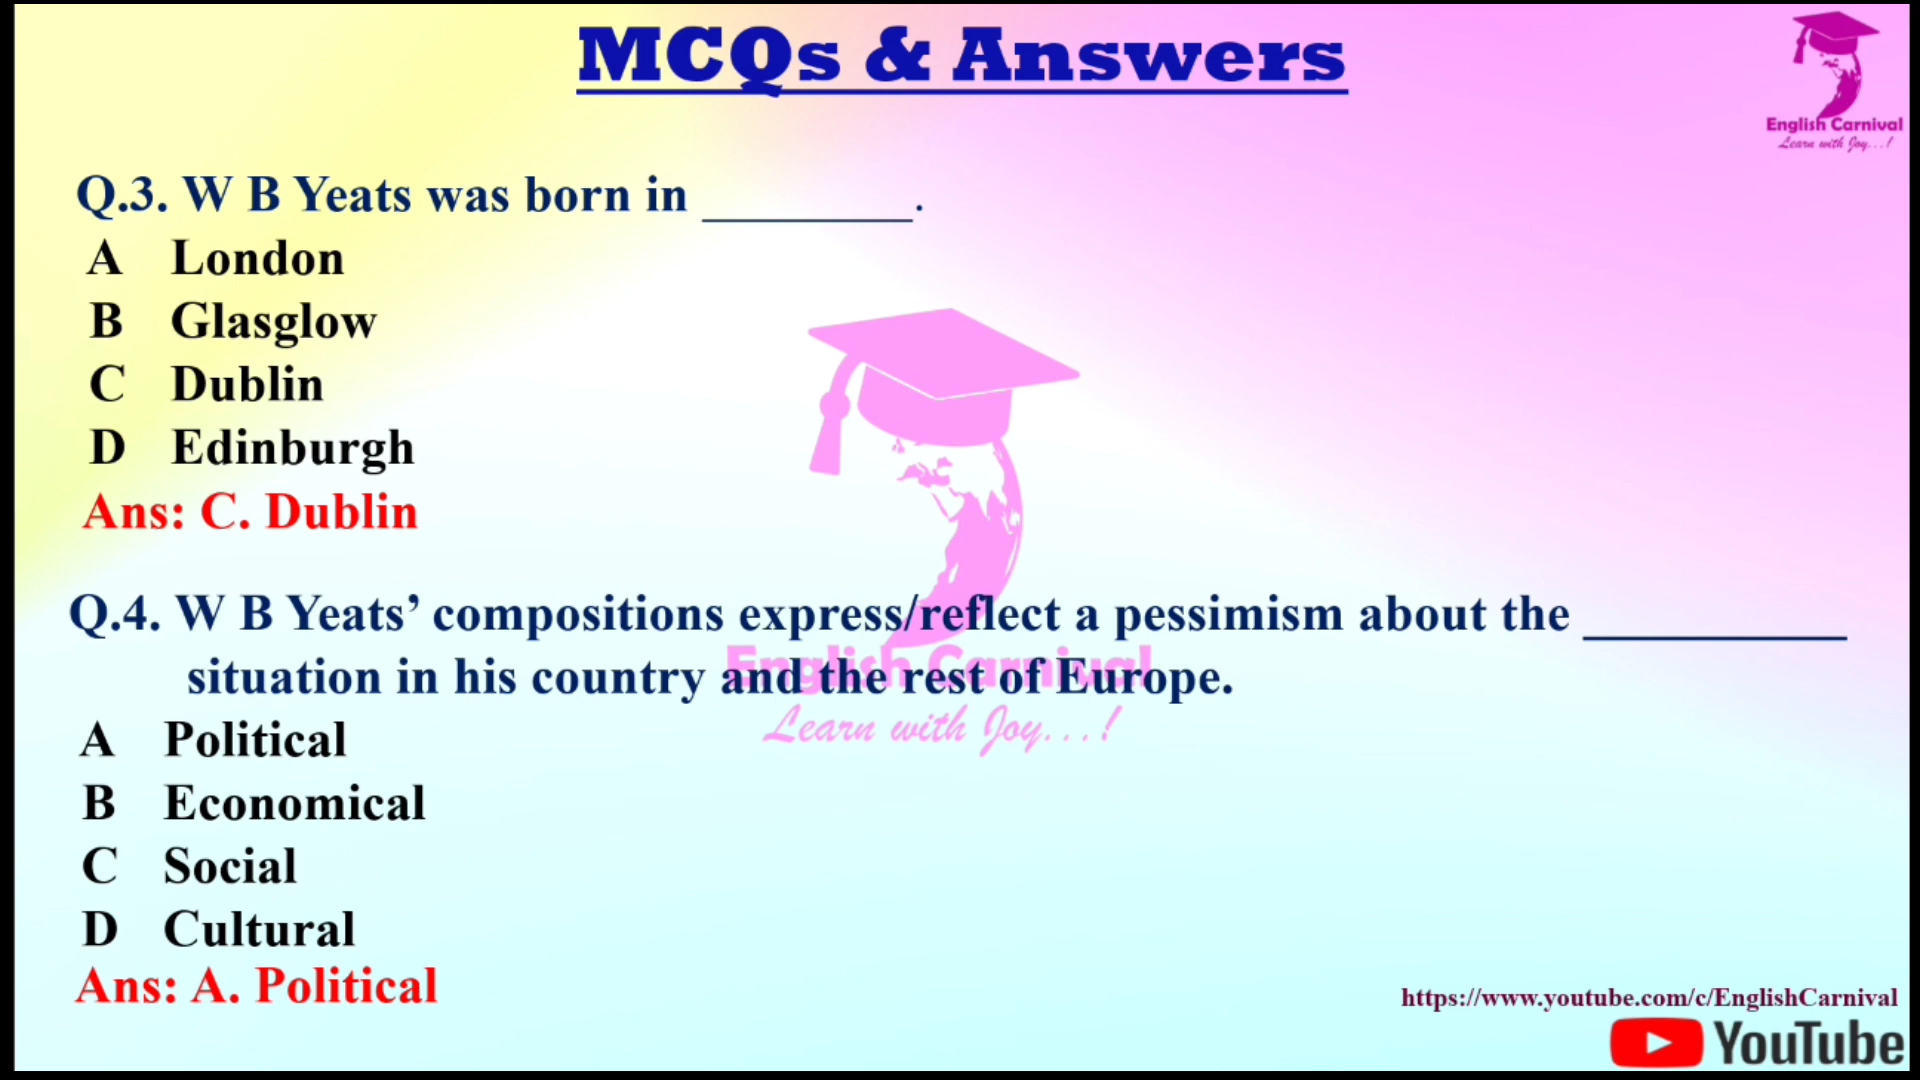 MCQs & Answers
English Carnival
Learn with Joy...!
Q.3. W B Yeats was born in ________.
A London
B Glasglow
C Dublin
D Edinburgh
Ans: C. Dublin
Q.4. W B Yeats’ compositions express/reflect a pessimism about the __________
situation in his country and the rest of Europe.
English Carnival
Learn with Joy...!
A Political
B Economical
C Social
D Cultural
Ans: A. Political
https://www.youtube.com/c/EnglishCarnival
YouTube